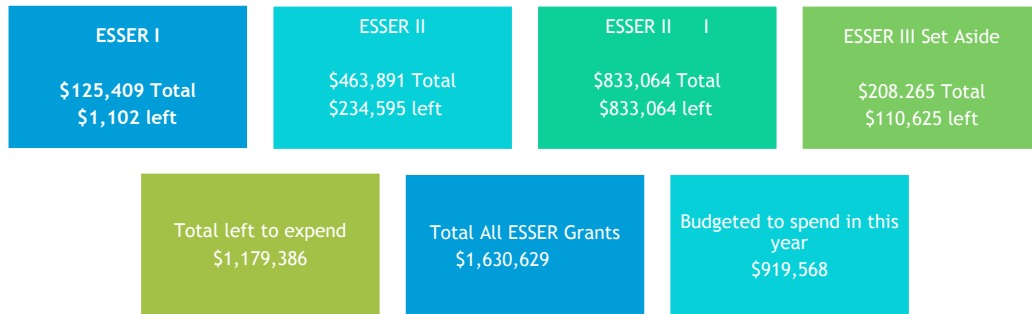 ESSER I
$125,409 Total
$1,102 left
ESSER II
$463,891 Total
$234,595 left
ESSER II I
$833,064 Total
$833,064 left
ESSER III Set Aside
$208.265 Total
$110,625 left
Total left to expend
$1,179,386
Total All ESSER Grants
$1,630,629
Budgeted to spend in this
year
$919,568